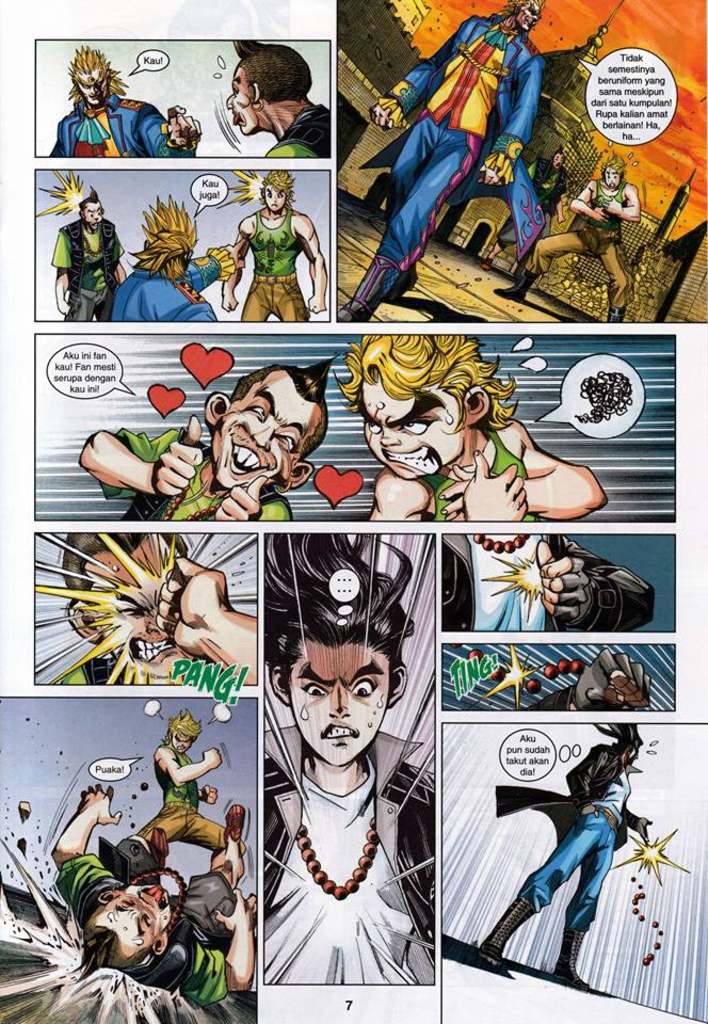 Kau!
Tidak
semestinya
beruniform yang
sama meskipun
dari satu kumpulan!
Rupa kalian amat
berlainan! Ha,
ha...
Kau
juga!
Aku ini fan
kau! Fan mesti
serupa dengan
kau ini!
PANG!
...
...
TING!
Puaka?
Aku
pun sudah
takut akan
dia!
7